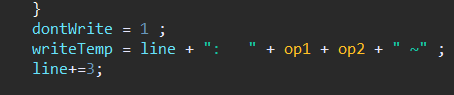 }
dontWrite = 1 ;
writeTemp = line + ":   " + op1 + op2 + " ~" ;
line+=3;